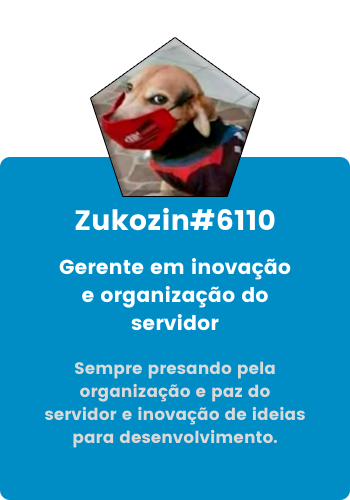 Zukozin#6110
Gerente em inovação
e organização do
servidor
Sempre presando pela
organização e paz do
servidor e inovação de ideias
para desenvolvimento.